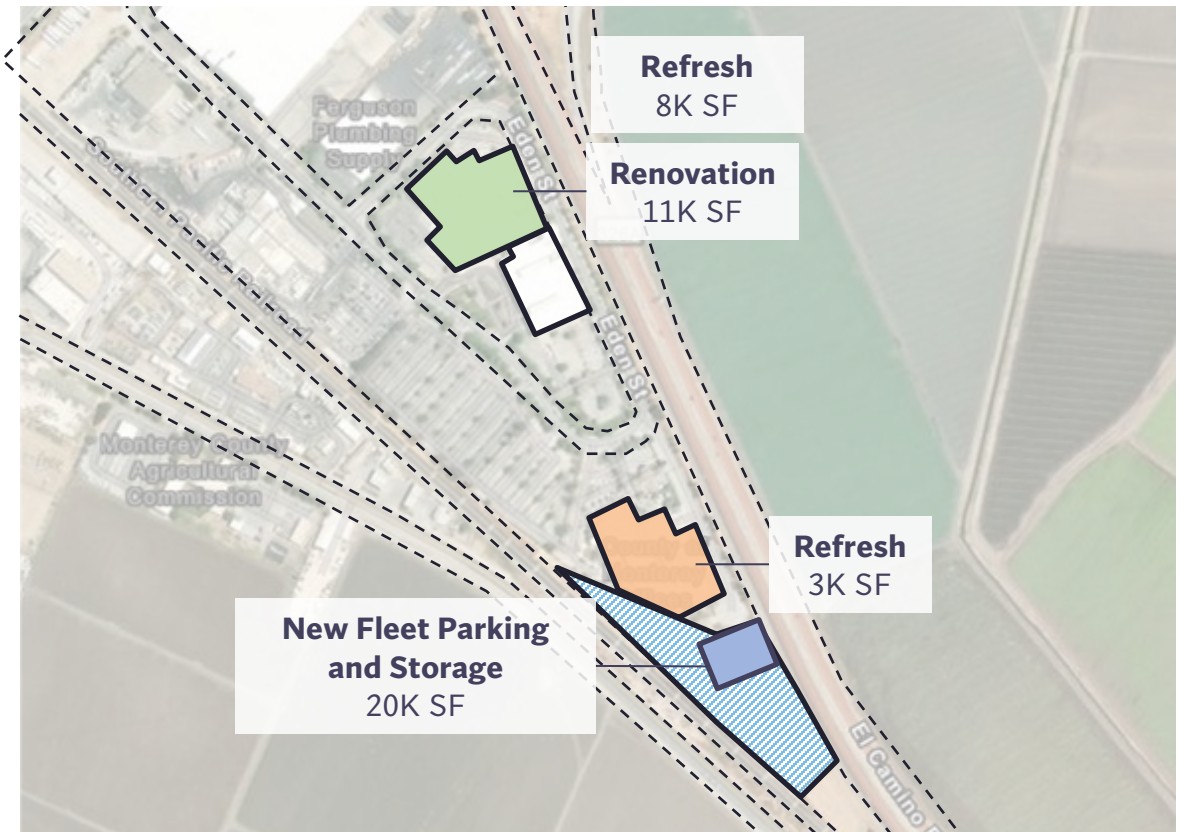 Refresh
8K SF
Ferguson
Plumbing
Supply
Eden St
Renovation
11K SF
Eden St
Monterey County
Agricultural
Commission
Refresh
3K SF
New Fleet Parking
and Storage
20K SF
El Camino